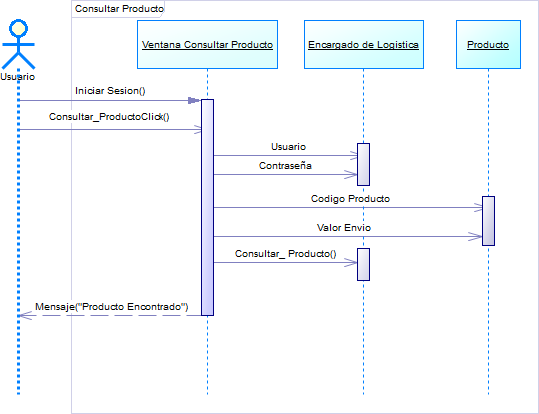 Consultar Producto
Ventana Consultar Producto
Encargado de Logistica
Producto
Usuario
Iniciar Sesion()
Consultar_ProductoClick()
Usuario
Contraseña
Codigo Producto
Valor Envio
Consultar_ Producto()
Mensaje("Producto Encontrado")